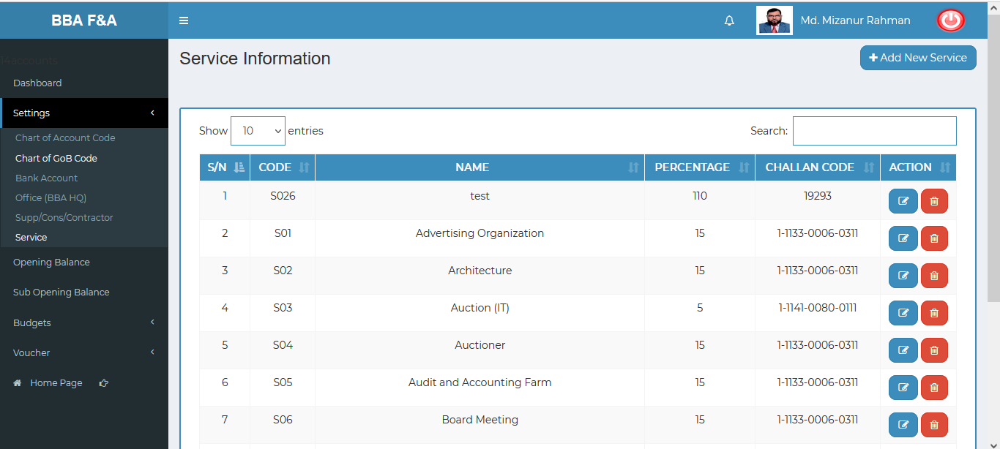 BBA F&A
Md. Mizanur Rahman
14accounts
Dashboard
Settings
Chart of Account Code
Chart of GoB Code
Bank Account
Office (BBA HQ)
Supp/Cons/Contractor
Service
Opening Balance
Sub Opening Balance
Budgets
Voucher
Home Page
Service Information
Add New Service
Show 10 entries
Search:
S/N CODE NAME PERCENTAGE CHALLAN CODE ACTION
1 S026 test 110 19293
2 S01 Advertising Organization 15 1-1133-0006-0311
3 S02 Architecture 15 1-1133-0006-0311
4 S03 Auction (IT) 5 1-1141-0080-0111
5 S04 Auctioner 15 1-1133-0006-0311
6 S05 Audit and Accounting Farm 15 1-1133-0006-0311
7 S06 Board Meeting 15 1-1133-0006-0311